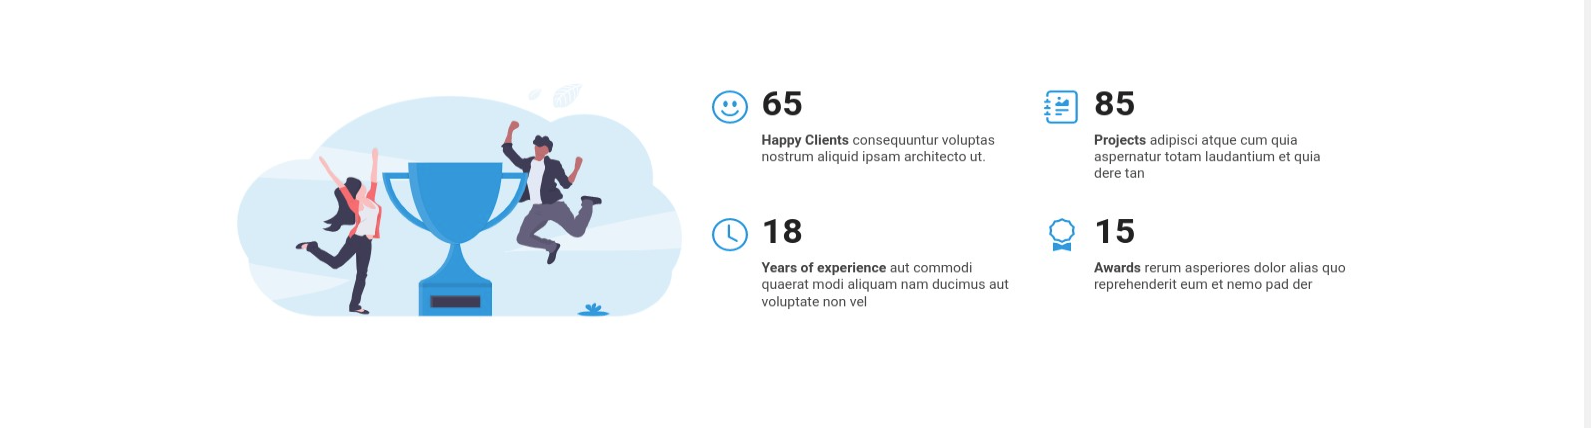 65
Happy Clients consequuntur voluptas
nostrum aliquid ipsam architecto ut.
85
Projects adipisci atque cum quia
aspernatur totam laudantium et quia
dere tan
18
Years of experience aut commodi
quaerat modi aliquam nam ducimus aut
voluptate non vel
15
Awards rerum asperiores dolor alias quo
reprehenderit eum et nemo pad der